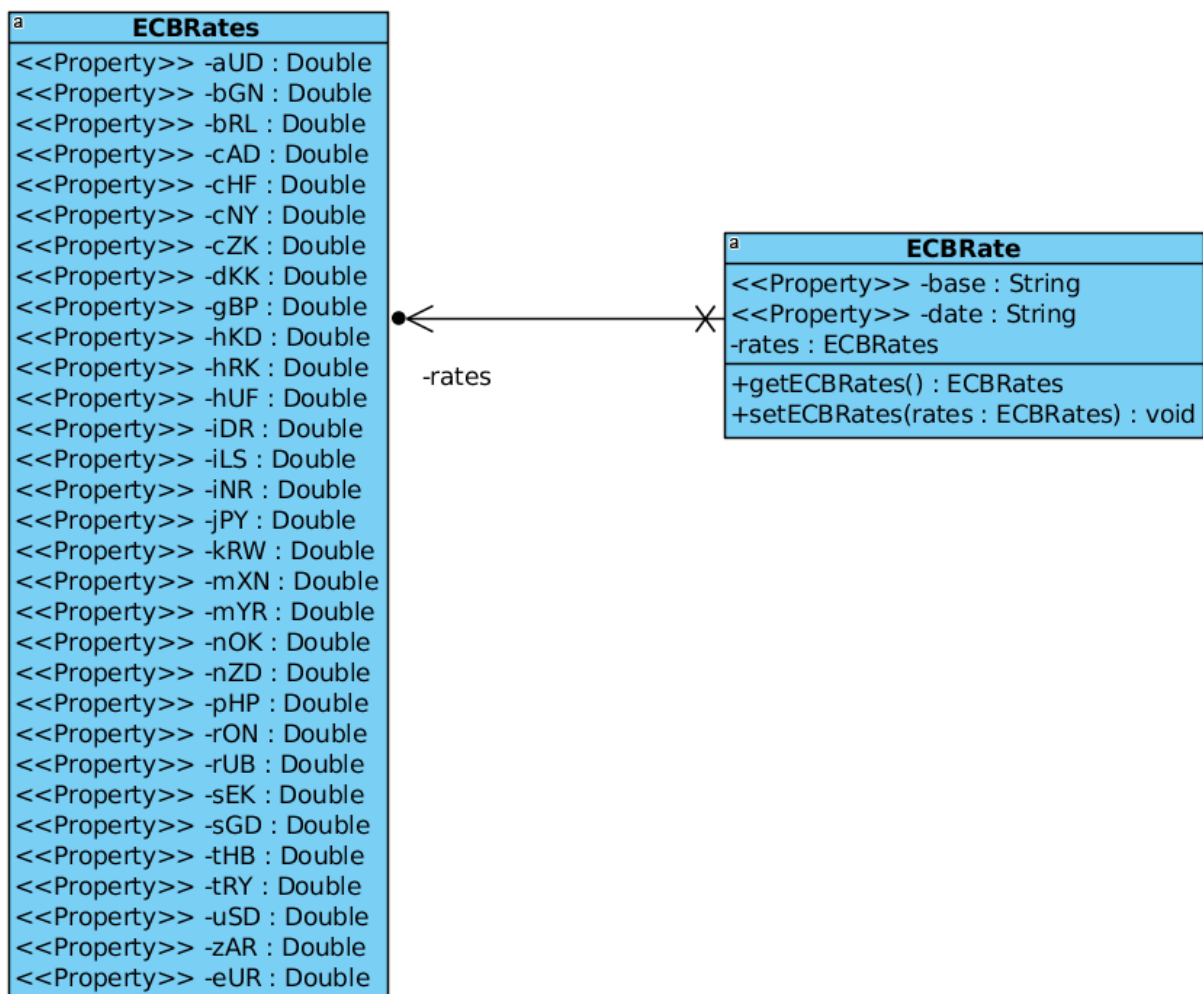 a
ECBRates
<<Property>> -aUD : Double
<<Property>> -bGN : Double
<<Property>> -bRL : Double
<<Property>> -cAD : Double
<<Property>> -cHF : Double
<<Property>> -cNY : Double
<<Property>> -cZK : Double
<<Property>> -dKK : Double
<<Property>> -gBP : Double
<<Property>> -hKD : Double
<<Property>> -hRK : Double
<<Property>> -hUF : Double
<<Property>> -iDR : Double
<<Property>> -iLS : Double
<<Property>> -iNR : Double
<<Property>> -jPY : Double
<<Property>> -kRW : Double
<<Property>> -mXN : Double
<<Property>> -mYR : Double
<<Property>> -nOK : Double
<<Property>> -nZD : Double
<<Property>> -pHP : Double
<<Property>> -rON : Double
<<Property>> -rUB : Double
<<Property>> -sEK : Double
<<Property>> -sGD : Double
<<Property>> -tHB : Double
<<Property>> -tRY : Double
<<Property>> -uSD : Double
<<Property>> -zAR : Double
<<Property>> -eUR : Double
-rates
a
ECBRate
<<Property>> -base : String
<<Property>> -date : String
-rates : ECBRates
+getECBRates() : ECBRates
+setECBRates(rates : ECBRates) : void